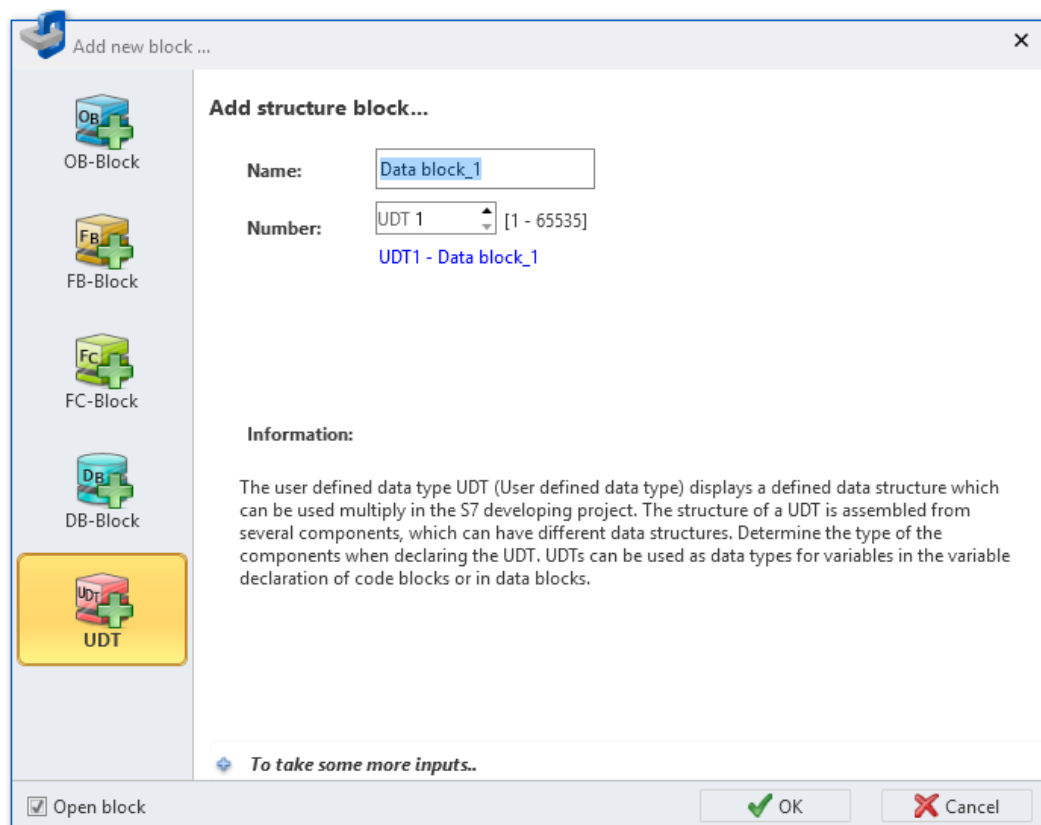 Add new block ...
OB
OB-Block
FB
FB-Block
FC
FC-Block
DB
DB-Block
UDT
UDT
Add structure block...
Name:
Data block_1
Number:
UDT 1
[1 - 65535]
UDT1 - Data block_1
Information:
The user defined data type UDT (User defined data type) displays a defined data structure which
can be used multiply in the S7 developing project. The structure of a UDT is assembled from
several components, which can have different data structures. Determine the type of the
components when declaring the UDT. UDTs can be used as data types for variables in the variable
declaration of code blocks or in data blocks.
To take some more inputs..
Open block
OK
Cancel